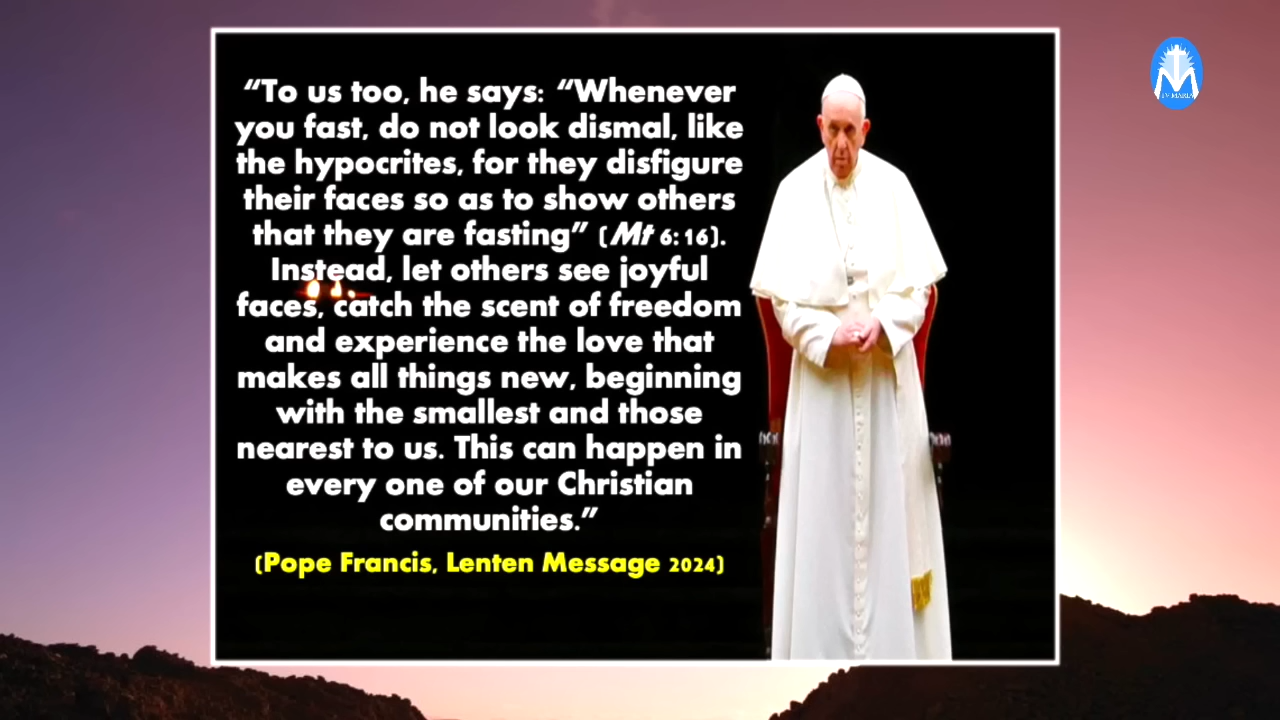 “To us too, he says: “Whenever
you fast, do not look dismal, like
the hypocrites, for they disfigure
their faces so as to show others
that they are fasting” (Mt 6:16).
Instead, let others see joyful
faces, catch the scent of freedom
and experience the love that
makes all things new, beginning
with the smallest and those
nearest to us. This can happen in
every one of our Christian
communities.”
(Pope Francis, Lenten Message 2024)
TV MARIA